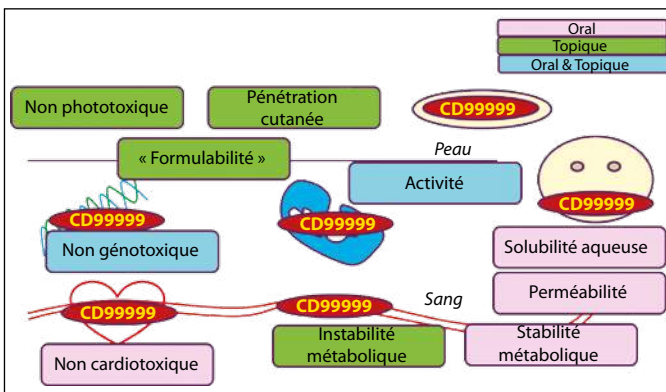 Oral
Topique
Oral & Topique
Non phototoxique
Pénétration
cutanée
CD99999
« Formulabilité »
Peau
Activité
CD99999
CD99999
CD99999
Non génotoxique
Solubilité aqueuse
Perméabilité
Sang
CD99999
CD99999
Instabilité
métabolique
Stabilité
métabolique
Non cardiotoxique